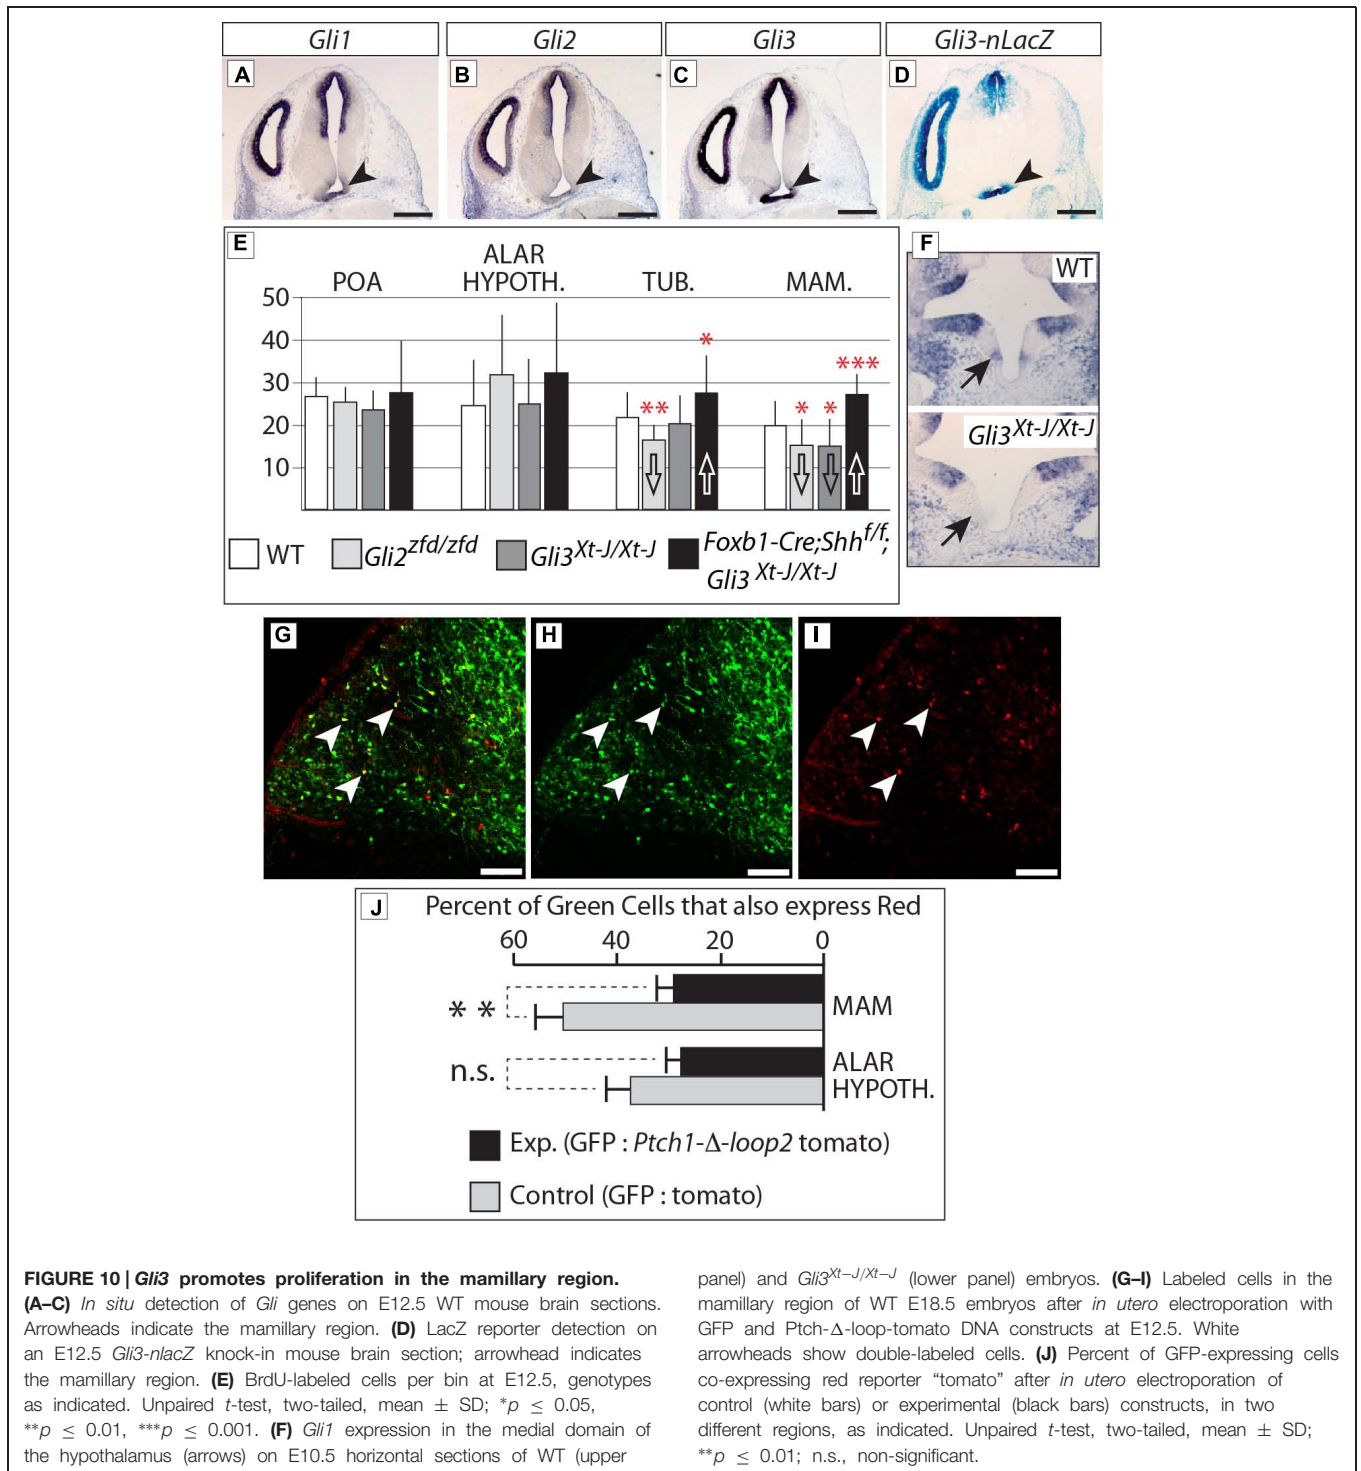 Gli1
Gli2
Gli3
Gli3-nLacZ
A
B
C
D
E
POA
ALAR
HYPOTH.
TUB.
MAM.
50
40
30
20
10
**
*
*
*
***
WT
Gli2zfd/zfd
Gli3Xt-J/Xt-J
Foxb1-Cre;Shhf/f;
Gli3Xt-J/Xt-J
F
WT
Gli3Xt-J/Xt-J
G
H
I
J
Percent of Green Cells that also express Red
60
40
20
0
**
MAM
n.s.
ALAR
HYPOTH.
Exp. (GFP : Ptch1-Δ-loop2 tomato)
Control (GFP : tomato)
FIGURE 10 | Gli3 promotes proliferation in the mamillary region.
(A–C) In situ detection of Gli genes on E12.5 WT mouse brain sections.
Arrowheads indicate the mamillary region. (D) LacZ reporter detection on
an E12.5 Gli3-nlacZ knock-in mouse brain section; arrowhead indicates
the mamillary region. (E) BrdU-labeled cells per bin at E12.5, genotypes
as indicated. Unpaired t-test, two-tailed, mean ± SD; *p ≤ 0.05,
**p ≤ 0.01, ***p ≤ 0.001. (F) Gli1 expression in the medial domain of
the hypothalamus (arrows) on E10.5 horizontal sections of WT (upper
panel) and Gli3Xt−J/Xt−J (lower panel) embryos. (G–I) Labeled cells in the
mamillary region of WT E18.5 embryos after in utero electroporation with
GFP and Ptch-Δ-loop-tomato DNA constructs at E12.5. White
arrowheads show double-labeled cells. (J) Percent of GFP-expressing cells
co-expressing red reporter “tomato” after in utero electroporation of
control (white bars) or experimental (black bars) constructs, in two
different regions, as indicated. Unpaired t-test, two-tailed, mean ± SD;
**p ≤ 0.01; n.s., non-significant.